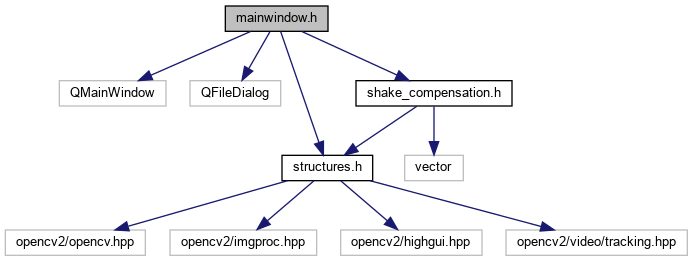 mainwindow.h
QMainWindow
QFileDialog
shake_compensation.h
structures.h
vector
opencv2/opencv.hpp
opencv2/imgproc.hpp
opencv2/highgui.hpp
opencv2/video/tracking.hpp